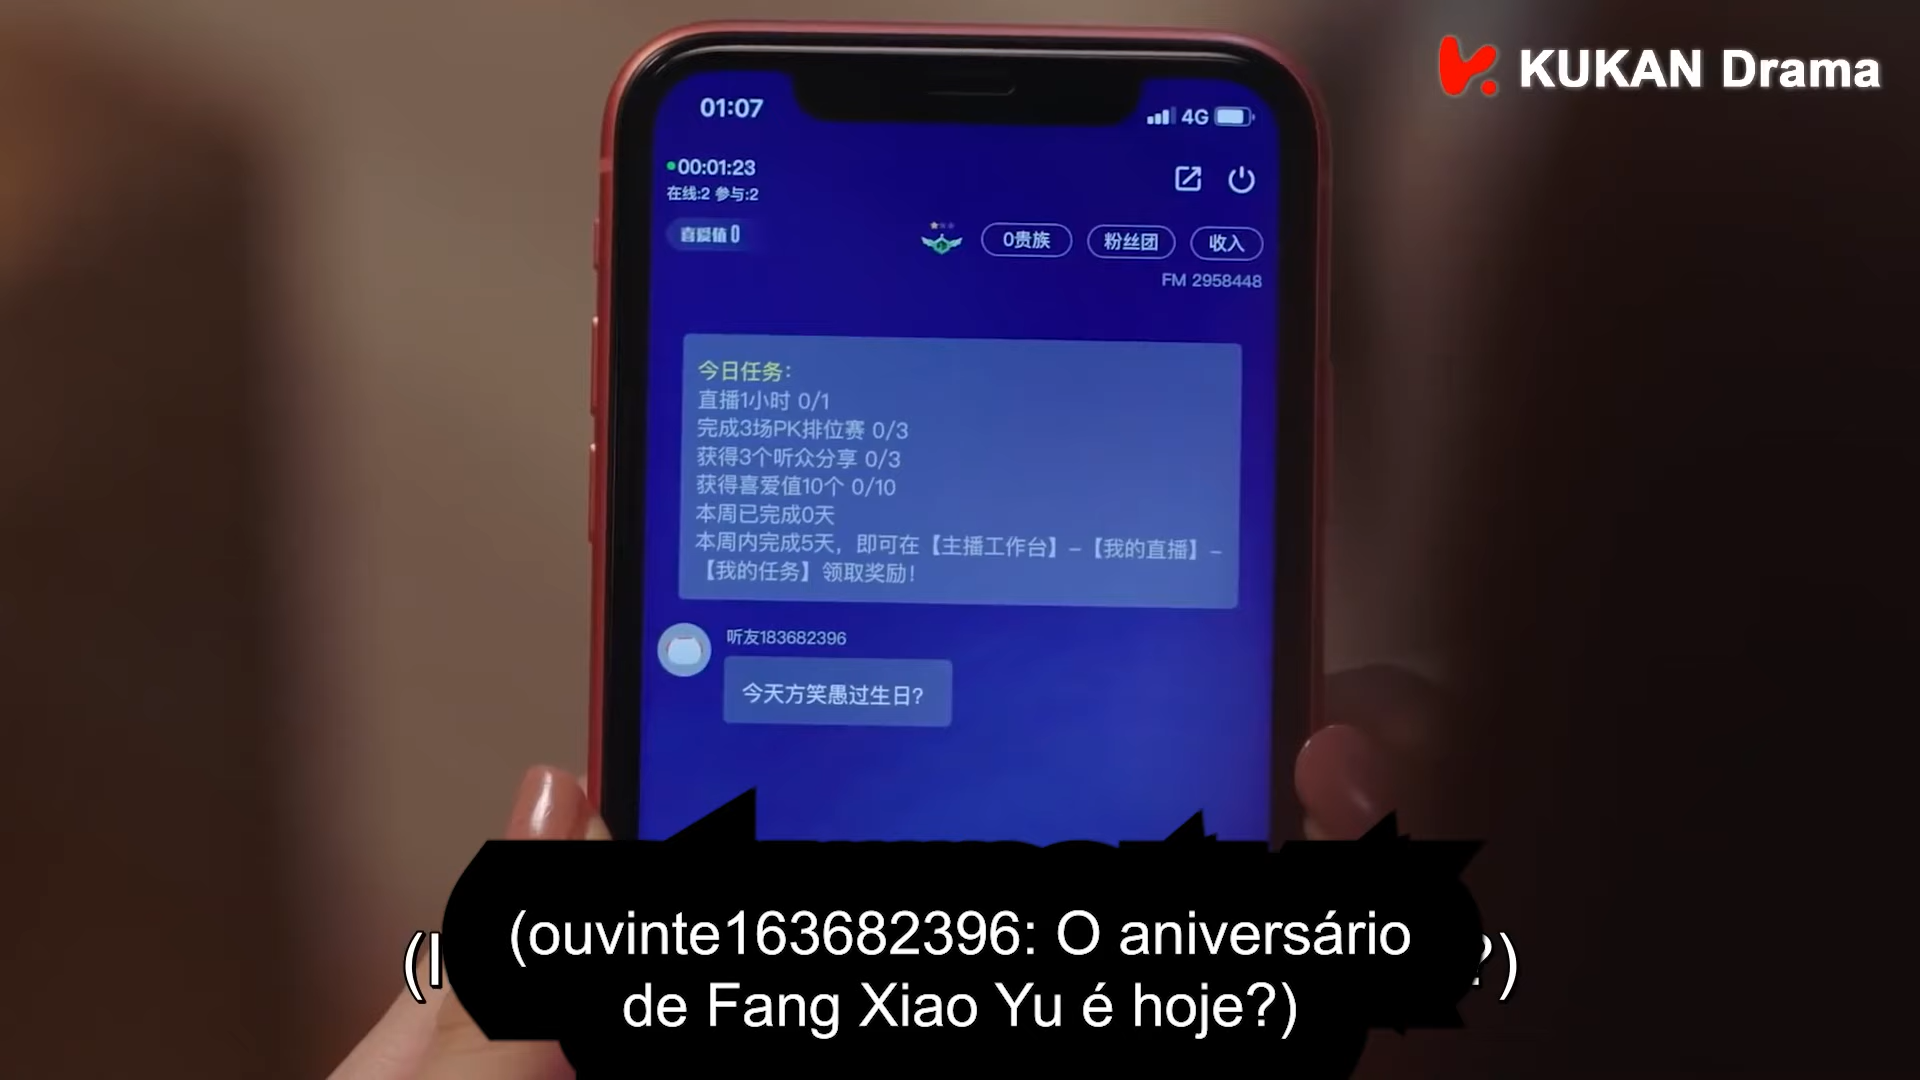 KUKAN Drama
01:07
4G
00:01:23
在线:2 参与:2
喜爱值0
0贵族
粉丝团
收入
FM 2958448
今日任务:
直播1小时 0/1
完成3场PK排位赛 0/3
获得3个听众分享 0/3
获得喜爱值10个 0/10
本周已完成0天
本周内完成5天，即可在【主播工作台】–【我的直播】–
【我的任务】领取奖励!
听友183682396
今天方笑愚过生日?
(ouvinte163682396: O aniversário
de Fang Xiao Yu é hoje?)